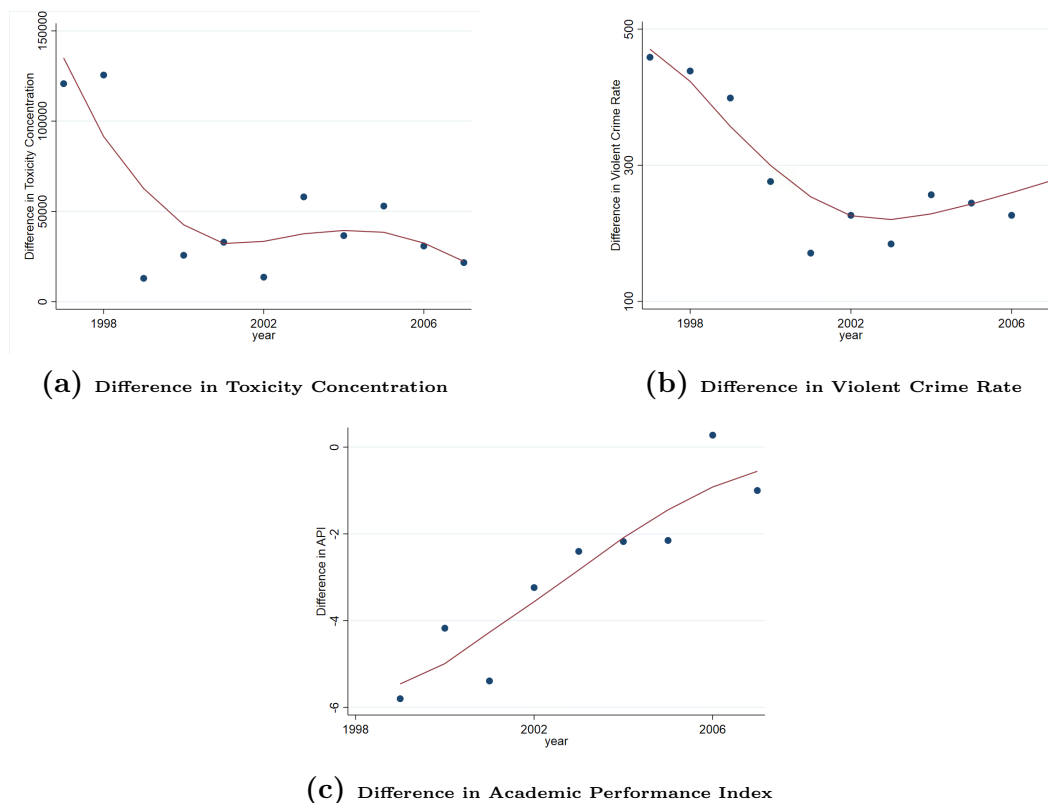 Difference in Toxicity Concentration
0 50000 100000 150000
1998 2002 2006
year
(a) Difference in Toxicity Concentration
Difference in Violent Crime Rate
100 300 500
1998 2002 2006
year
(b) Difference in Violent Crime Rate
Difference in API
-6 -4 -2 0
1998 2002 2006
year
(c) Difference in Academic Performance Index